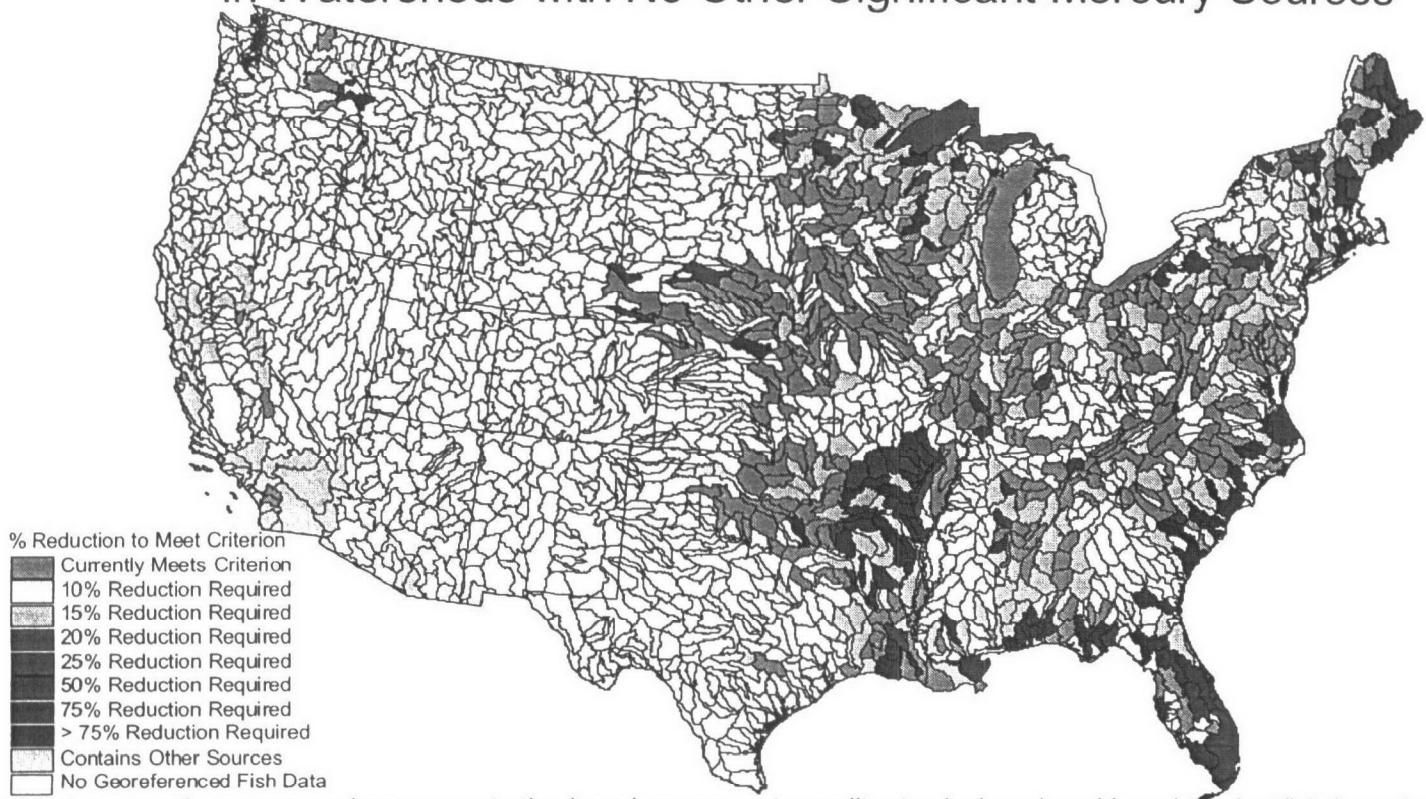 in Watersheds with No Other Significant Mercury Sources
% Reduction to Meet Criterion
Currently Meets Criterion
10% Reduction Required
15% Reduction Required
20% Reduction Required
25% Reduction Required
50% Reduction Required
75% Reduction Required
> 75% Reduction Required
Contains Other Sources
No Georeferenced Fish Data